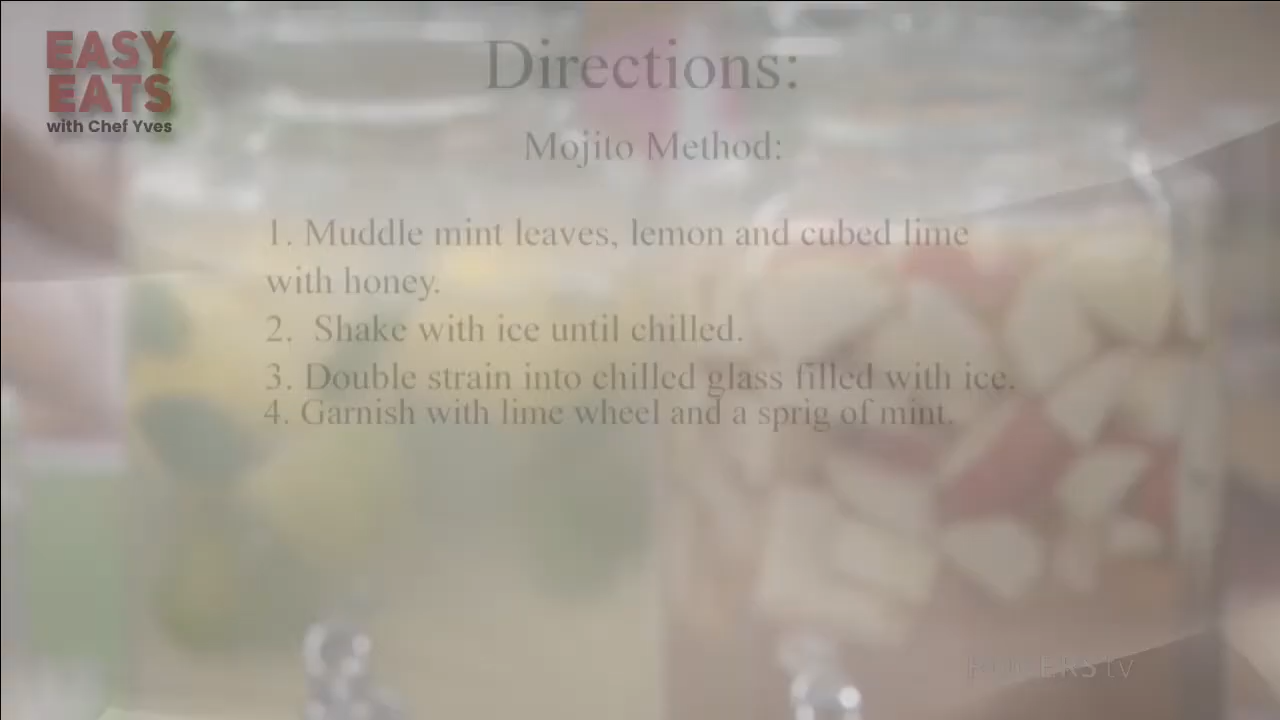 EASY
EATS
with Chef Yves
Directions:
Mojito Method:
1. Muddle mint leaves, lemon and cubed lime
with honey.
2. Shake with ice until chilled.
3. Double strain into chilled glass filled with ice.
4. Garnish with lime wheel and a sprig of mint.
ROGERS tv